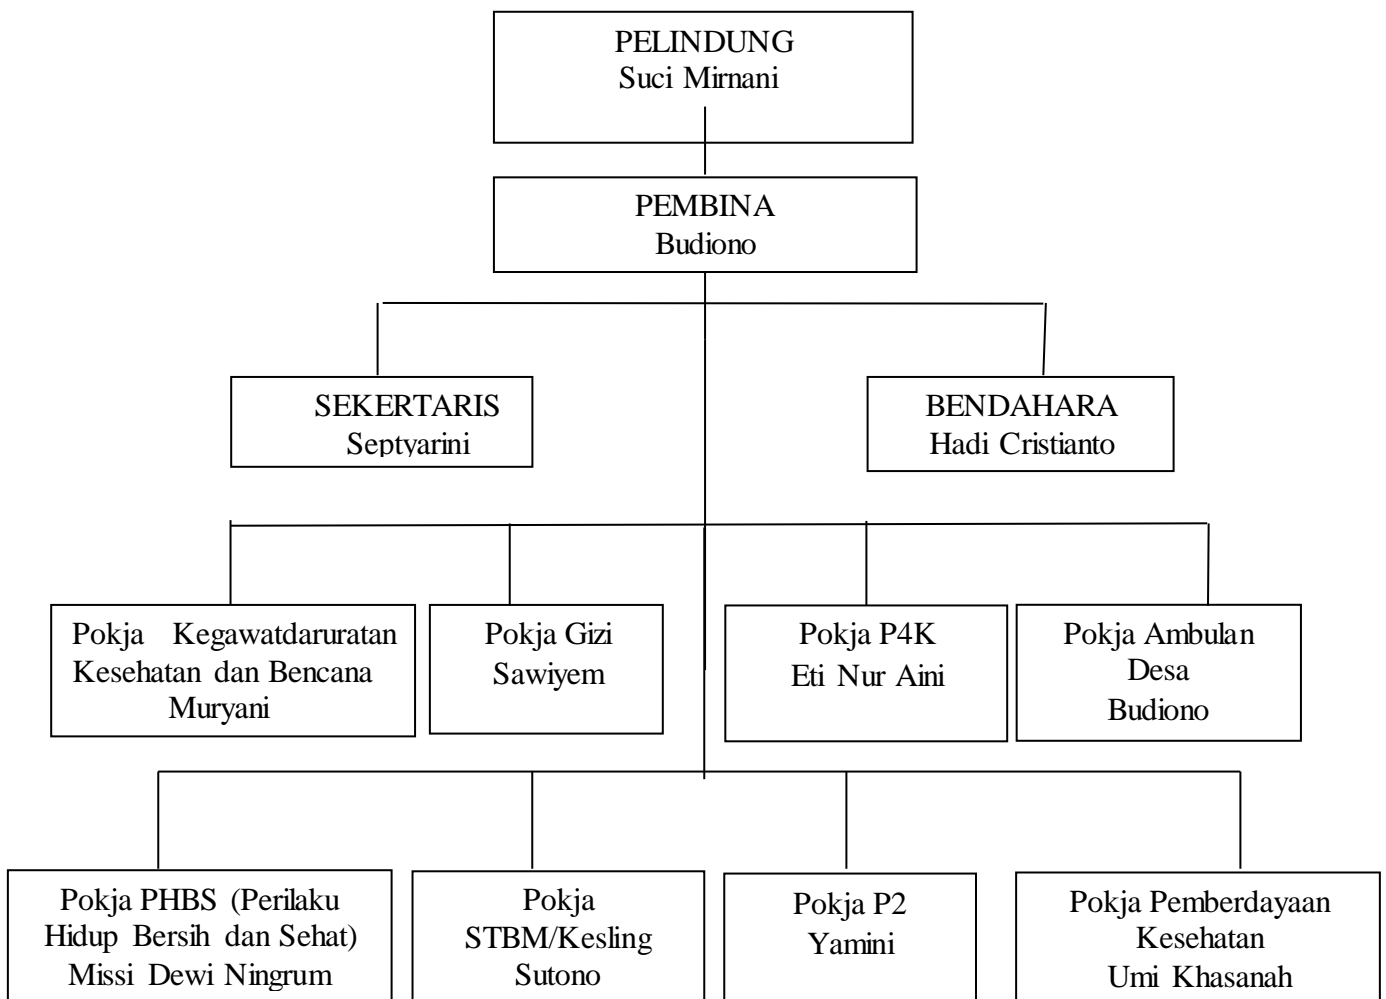 PELINDUNG
Suci Mirnani
PEMBINA
Budiono
SEKERTARIS
Septyarini
BENDAHARA
Hadi Cristianto
Pokja Kegawatdaruratan
Kesehatan dan Bencana
Muryani
Pokja Gizi
Sawiyem
Pokja P4K
Eti Nur Aini
Pokja Ambulan
Desa
Budiono
Pokja PHBS (Perilaku
Hidup Bersih dan Sehat)
Missi Dewi Ningrum
Pokja
STBM/Kesling
Sutono
Pokja P2
Yamini
Pokja Pemberdayaan
Kesehatan
Umi Khasanah